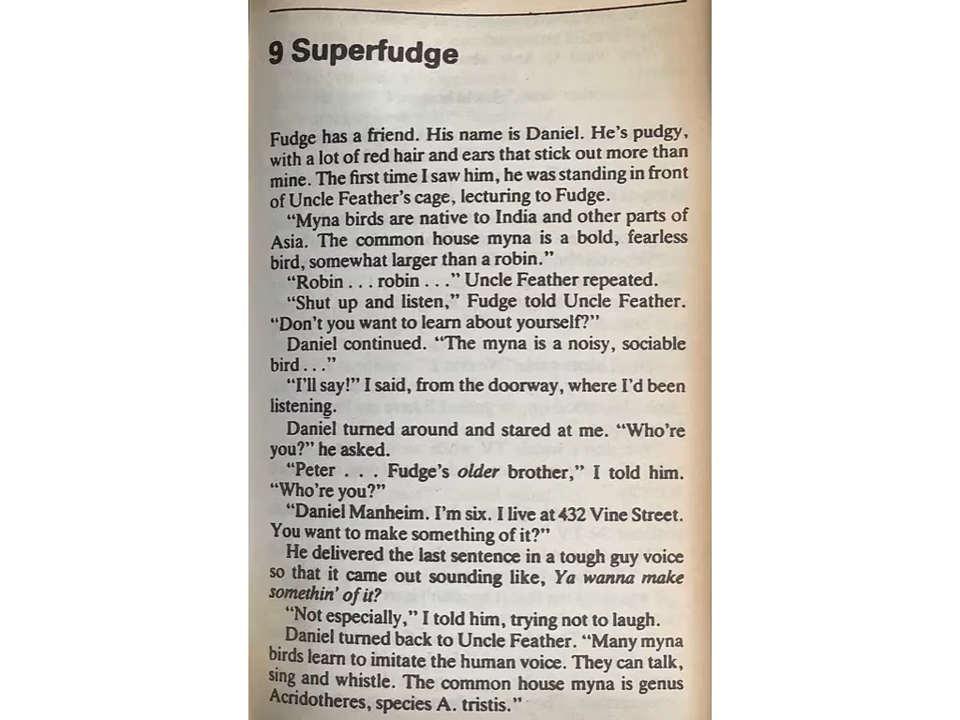 9 Superfudge
Fudge has a friend. His name is Daniel. He's pudgy,
with a lot of red hair and ears that stick out more than
mine. The first time I saw him, he was standing in front
of Uncle Feather's cage, lecturing to Fudge.
“Myna birds are native to India and other parts of
Asia. The common house myna is a bold, fearless
bird, somewhat larger than a robin.”
“Robin . . . robin . . .” Uncle Feather repeated.
“Shut up and listen,” Fudge told Uncle Feather.
“Don't you want to learn about yourself?”
Daniel continued. “The myna is a noisy, sociable
bird . . .”
“I'll say!” I said, from the doorway, where I'd been
listening.
Daniel turned around and stared at me. “Who're
you?” he asked.
“Peter . . . Fudge's older brother,” I told him.
“Who're you?”
“Daniel Manheim. I'm six. I live at 432 Vine Street.
You want to make something of it?”
He delivered the last sentence in a tough guy voice
so that it came out sounding like, Ya wanna make
somethin' of it?
“Not especially,” I told him, trying not to laugh.
Daniel turned back to Uncle Feather. “Many myna
birds learn to imitate the human voice. They can talk,
sing and whistle. The common house myna is genus
Acridotheres, species A. tristis.”